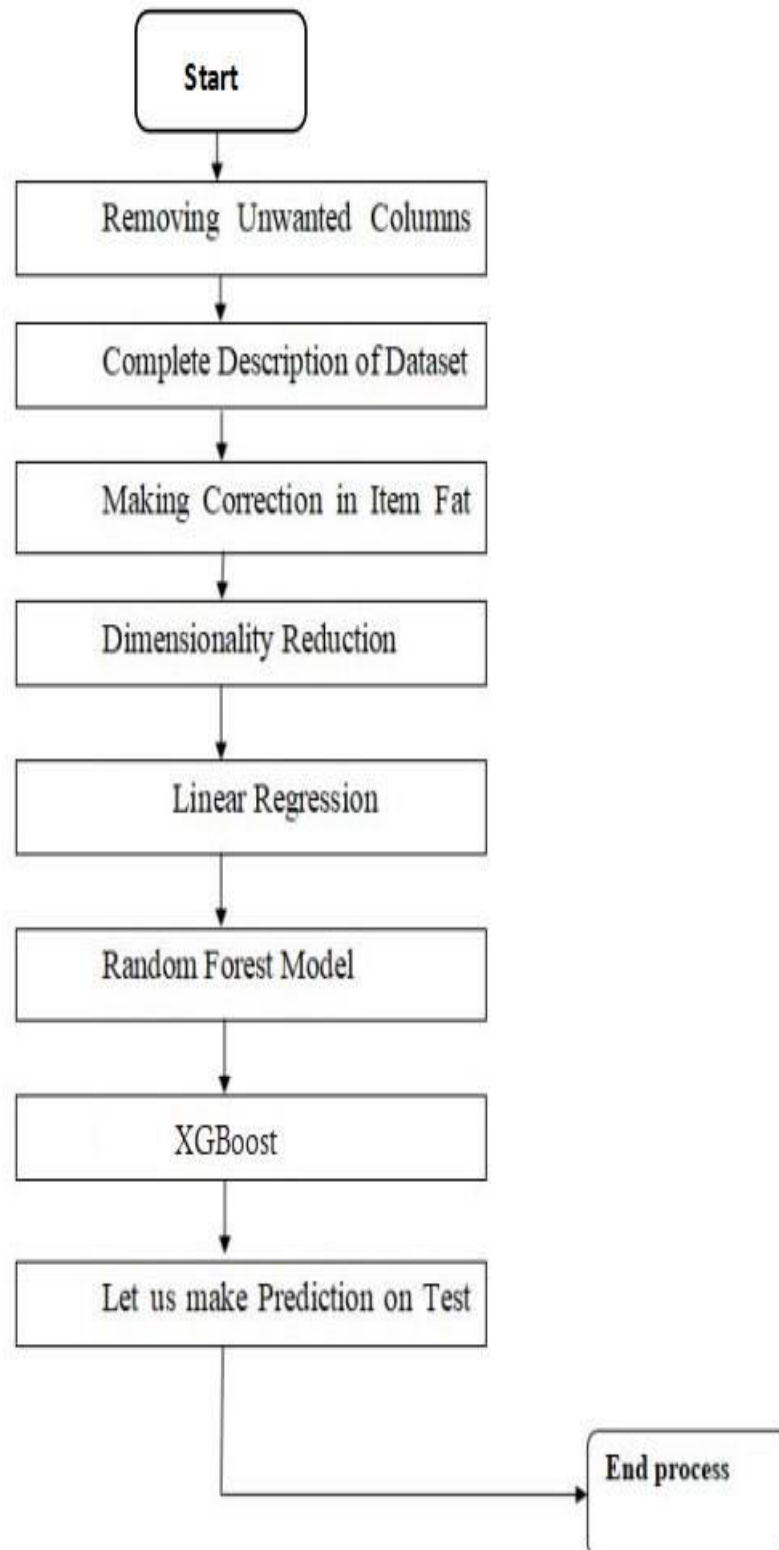 Start
Removing Unwanted Columns
Complete Description of Dataset
Making Correction in Item Fat
Dimensionality Reduction
Linear Regression
Random Forest Model
XGBoost
Let us make Prediction on Test
End process